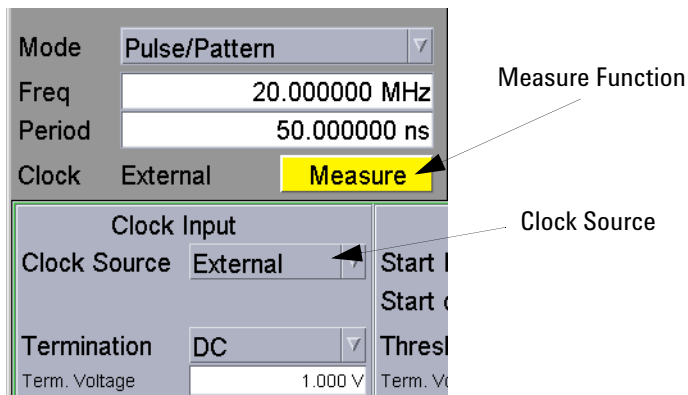 Mode Pulse/Pattern
Freq 20.000000 MHz
Period 50.000000 ns
Clock External Measure
Measure Function
Clock Input
Clock Source External
Clock Source
Start
Start
Termination DC
Term. Voltage 1.000 V Term.